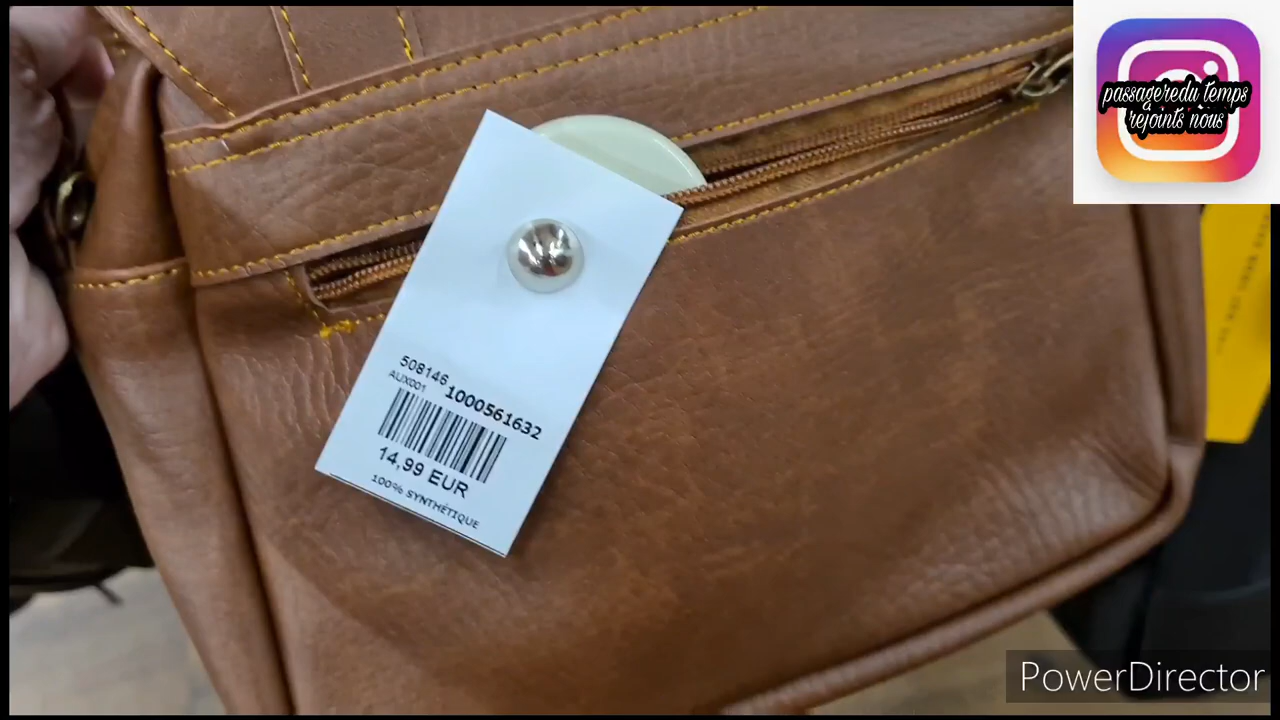 passageredu temps
rejoints nous
508146
AUX001 1000561632
14,99 EUR
100% SYNTHÉTIQUE
PowerDirector